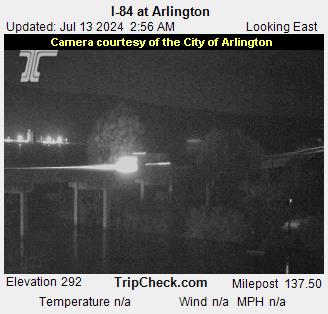 I-84 at Arlington
Updated: Jul 13 2024 2:56 AM Looking East
Camera courtesy of the City of Arlington
Elevation 292 TripCheck.com Milepost 137.50
Temperature n/a Wind n/a MPH n/a